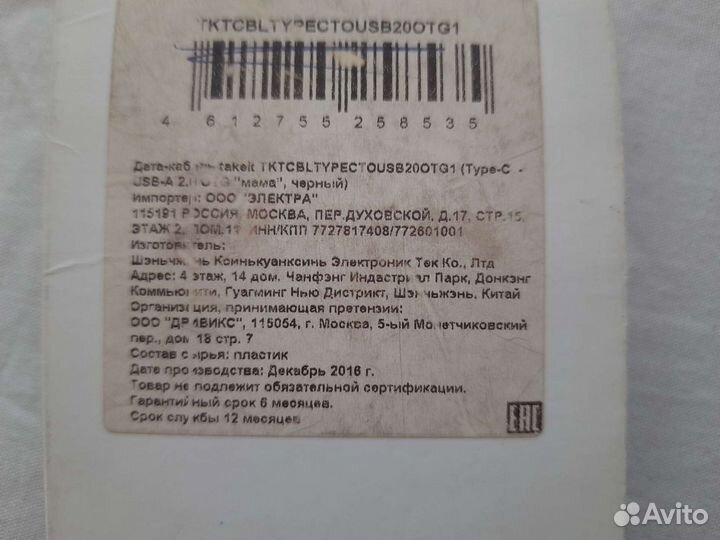 TKTCBLTYPECTOUSB20OTG1
4 612755 258535
Дата-кабель takeit TKTCBLTYPECTOUSB20OTG1 (Type-C -
USB-A 2.0 OTG "мама", черный)
Импортер: ООО "ЭЛЕКТРА"
115191 РОССИЯ, МОСКВА, ПЕР.ДУХОВСКОЙ, Д.17, СТР.15,
ЭТАЖ 2, ПОМ.11 ИНН/КПП 7727817408/772601001
Изготовитель:
Шэньчжэнь Ксинькуанксинь Электроник Тек Ко., Лтд
Адрес: 4 этаж, 14 дом. Чанфэнг Индастриал Парк, Донкэнг
Коммьюнити, Гуагминг Нью Дистрикт, Шэньчжэнь, Китай
Организация, принимающая претензии:
ООО "ДРИВИКС", 115054, г. Москва, 5-ый Монетчиковский
пер., дом 18 стр. 7
Состав сырья: пластик
Дата производства: Декабрь 2016 г.
Товар не подлежит обязательной сертификации.
Гарантийный срок 6 месяцев.
Срок службы 12 месяцев
EAC
Avito